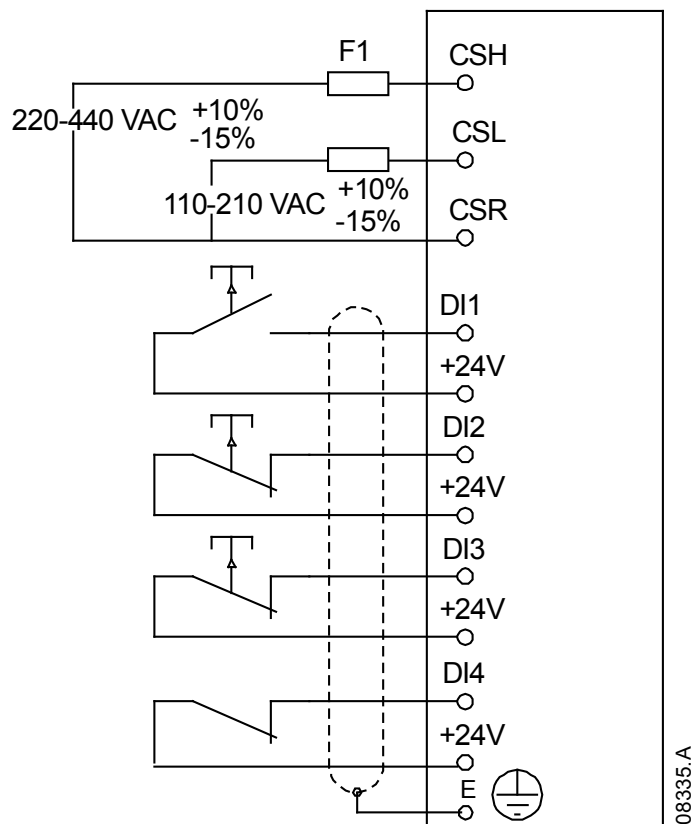 F1
CSH
220-440 VAC +10%
-15%
CSL
110-210 VAC +10%
-15%
CSR
DI1
+24V
DI2
+24V
DI3
+24V
DI4
+24V
E
08335.A